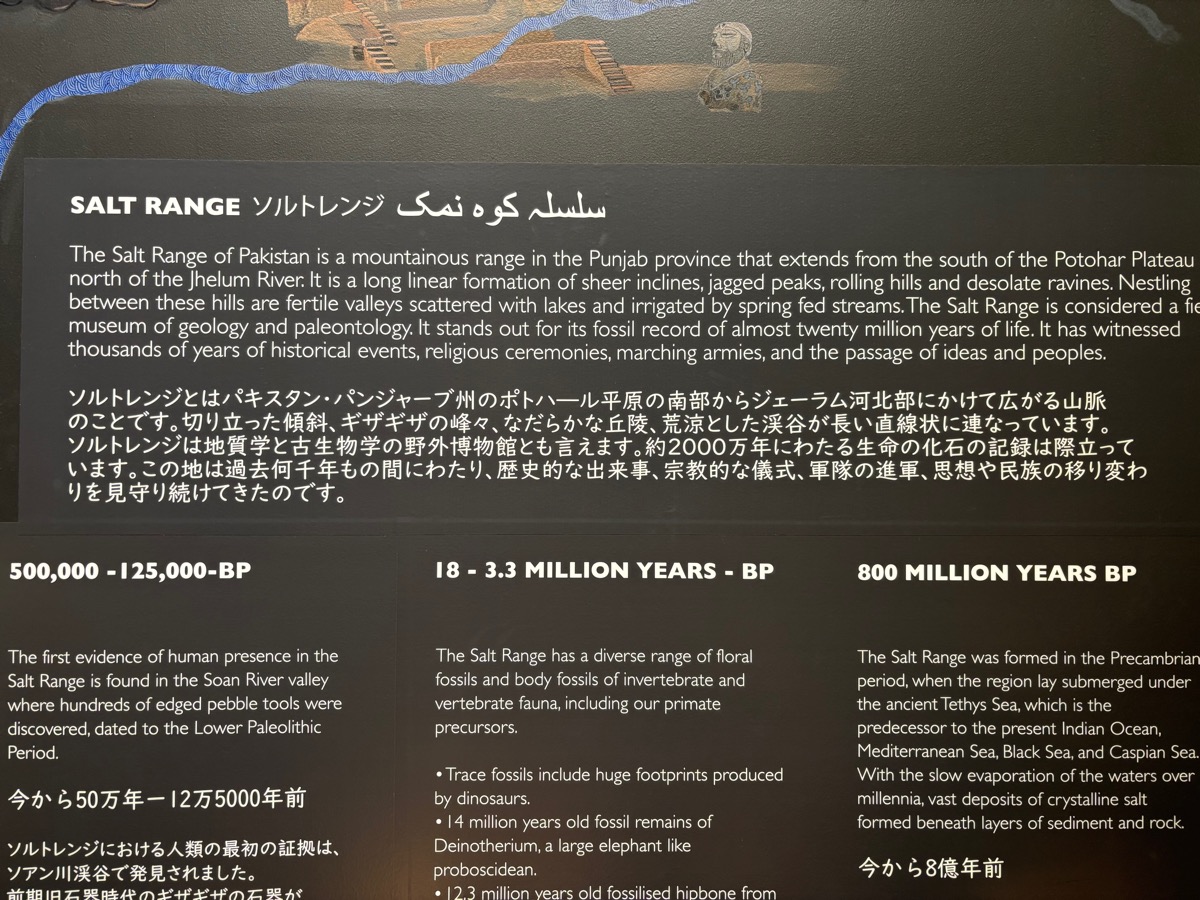 SALT RANGE ソルトレンジ سلسلہ کوہ نمک
The Salt Range of Pakistan is a mountainous range in the Punjab province that extends from the south of the Potohar Plateau
north of the Jhelum River. It is a long linear formation of sheer inclines, jagged peaks, rolling hills and desolate ravines. Nestling
between these hills are fertile valleys scattered with lakes and irrigated by spring fed streams. The Salt Range is considered a
museum of geology and paleontology. It stands out for its fossil record of almost twenty million years of life. It has witnessed
thousands of years of historical events, religious ceremonies, marching armies, and the passage of ideas and peoples.
ソルトレンジとはパキスタン・パンジャーブ州のポトハール平原の南部からジェーラム河北部にかけて広がる山脈
のことです。切り立った傾斜、ギザギザの峰々、なだらかな丘陵、荒涼とした渓谷が長い直線状に連なっています。
ソルトレンジは地質学と古生物学の野外博物館とも言えます。約2000万年にわたる生命の化石の記録は際立って
います。この地は過去何千年もの間にわたり、歴史的な出来事、宗教的な儀式、軍隊の進軍、思想や民族の移り変わ
りを見守り続けてきたのです。
500,000 -125,000-BP
The first evidence of human presence in the
Salt Range is found in the Soan River valley
where hundreds of edged pebble tools were
discovered, dated to the Lower Paleolithic
Period.
今から50万年ー12万5000年前
ソルトレンジにおける人類の最初の証拠は、
ソアン川渓谷で発見されました。
前期旧石器時代のギザギザの石器が
18 - 3.3 MILLION YEARS - BP
The Salt Range has a diverse range of floral
fossils and body fossils of invertebrate and
vertebrate fauna, including our primate
precursors.
• Trace fossils include huge footprints produced
by dinosaurs.
• 14 million years old fossil remains of
Deinotherium, a large elephant like
proboscidean.
• 12.3 million years old fossilised hipbone from
800 MILLION YEARS BP
The Salt Range was formed in the Precambrian
period, when the region lay submerged under
the ancient Tethys Sea, which is the
predecessor to the present Indian Ocean,
Mediterranean Sea, Black Sea, and Caspian Sea.
With the slow evaporation of the waters over
millennia, vast deposits of crystalline salt
formed beneath layers of sediment and rock.
今から8億年前